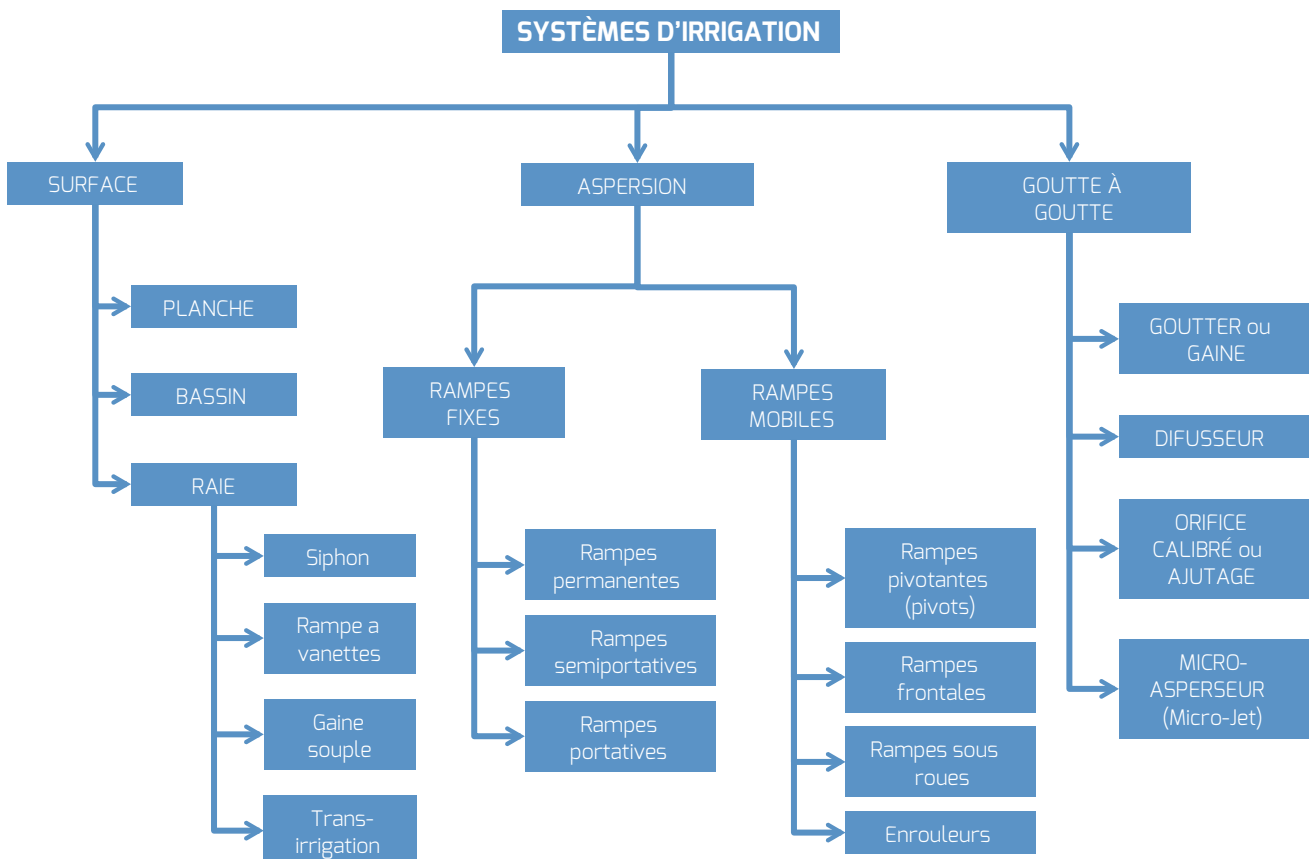 SYSTÈMES D'IRRIGATION
SURFACE
PLANCHE
BASSIN
RAIE
Siphon
Rampe a
vanettes
Gaine
souple
Trans-
irrigation
ASPERSION
RAMPES
FIXES
Rampes
permanentes
Rampes
semiportatives
Rampes
portatives
RAMPES
MOBILES
Rampes
pivotantes
(pivots)
Rampes
frontales
Rampes sous
roues
Enrouleurs
GOUTTE À
GOUTTE
GOUTTER ou
GAINE
DIFUSSEUR
ORIFICE
CALIBRÉ ou
AJUTAGE
MICRO-
ASPERSEUR
(Micro-Jet)